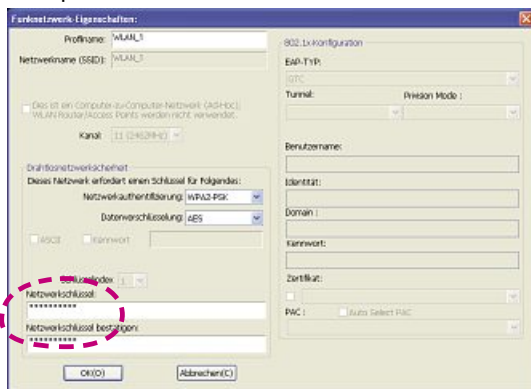 Funknetzwerk-Eigenschaften:
Profilname: WLAN_1
Netzwerkname (SSID): WLAN_1
Dies ist ein Computer-zu-Computer-Netzwerk (AdHoc);
WLAN Router/Access Points werden nicht verwendet.
Kanal: 11 (2462MHz)
Drahtlosnetzwerksicherheit
Dieses Netzwerk erfordert einen Schlüssel für Folgendes:
Netzwerkauthentifizierung: WPA2-PSK
Datenverschlüsselung: AES
ASCII Kennwort
Schlüsselindex: 1
Netzwerkschlüssel:
**********
Netzwerkschlüssel bestätigen:
**********
OK(O) Abbrechen(C)
802.1x-Konfiguration
EAP-TYP:
GTC
Tunnel: Provision Mode :
Benutzername:
Identität:
Domain :
Kennwort:
Zertifikat:
PAC : Auto Select PAC